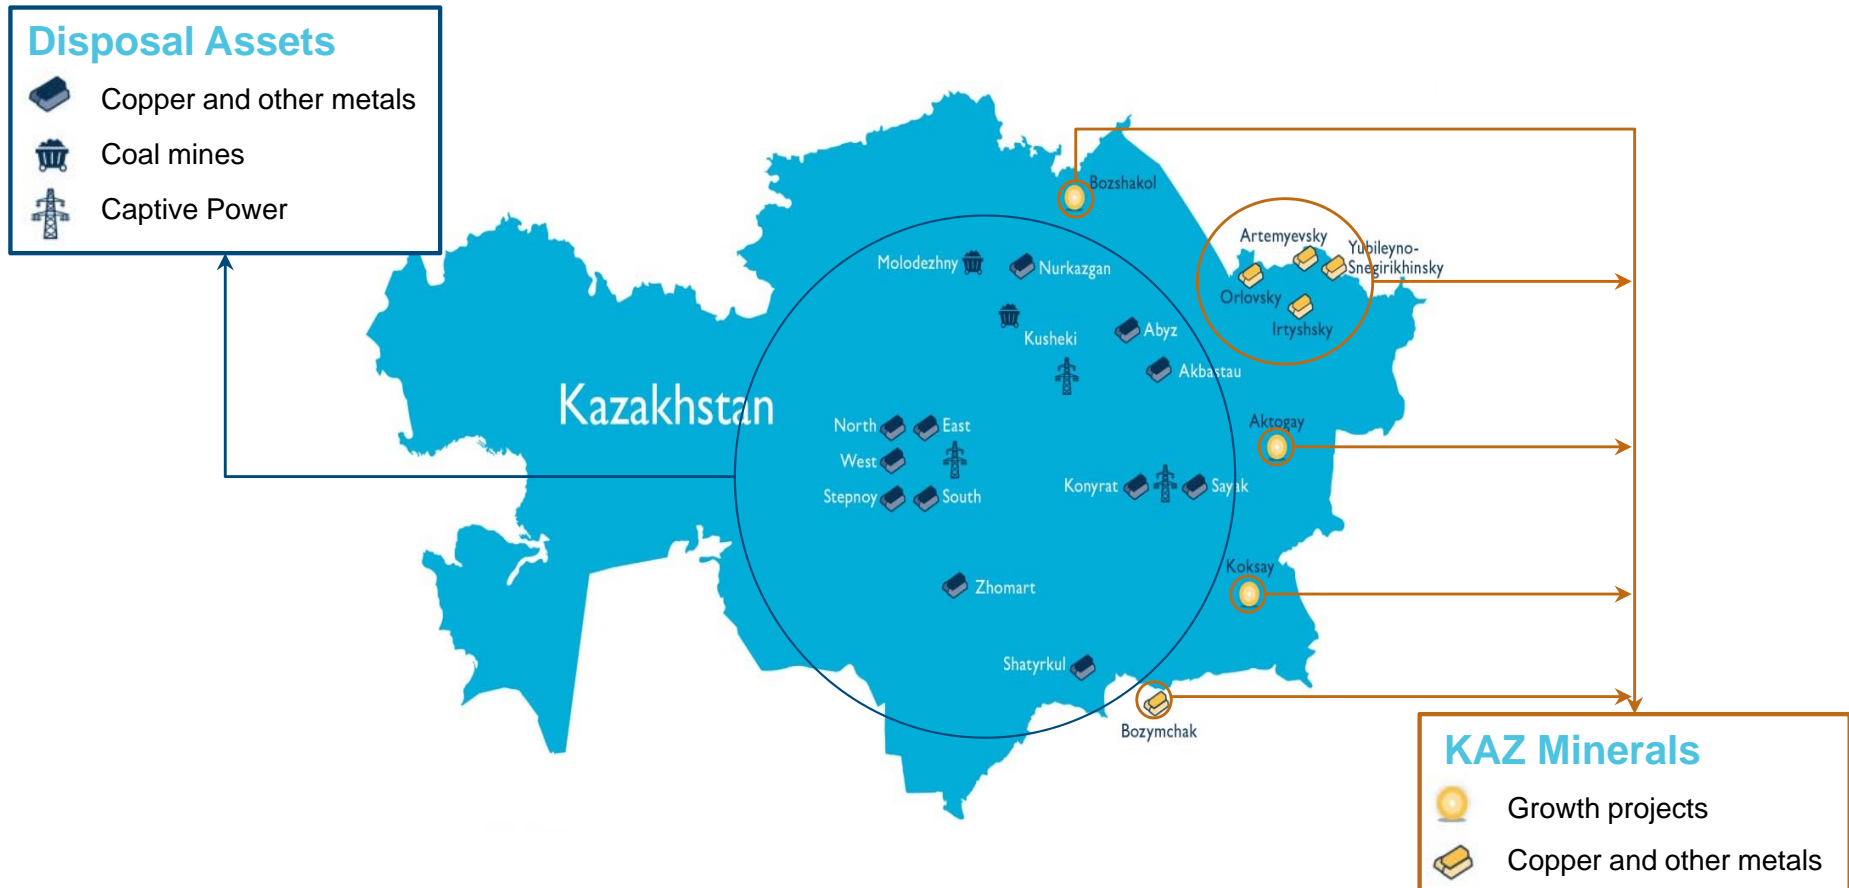 Disposal Assets
Copper and other metals
Coal mines
Captive Power
Bozshakol
Artemyevsky
Yubileyno-
Snegirikhinsky
Orlovsky
Irtyshsky
Molodezhny
Nurkazgan
Kusheki
Abyz
Akbastau
Kazakhstan
North
East
West
Stepnoy
South
Aktogay
Konyrat
Sayak
Koksay
Zhomart
Shatyrkul
Bozymchak
KAZ Minerals
Growth projects
Copper and other metals